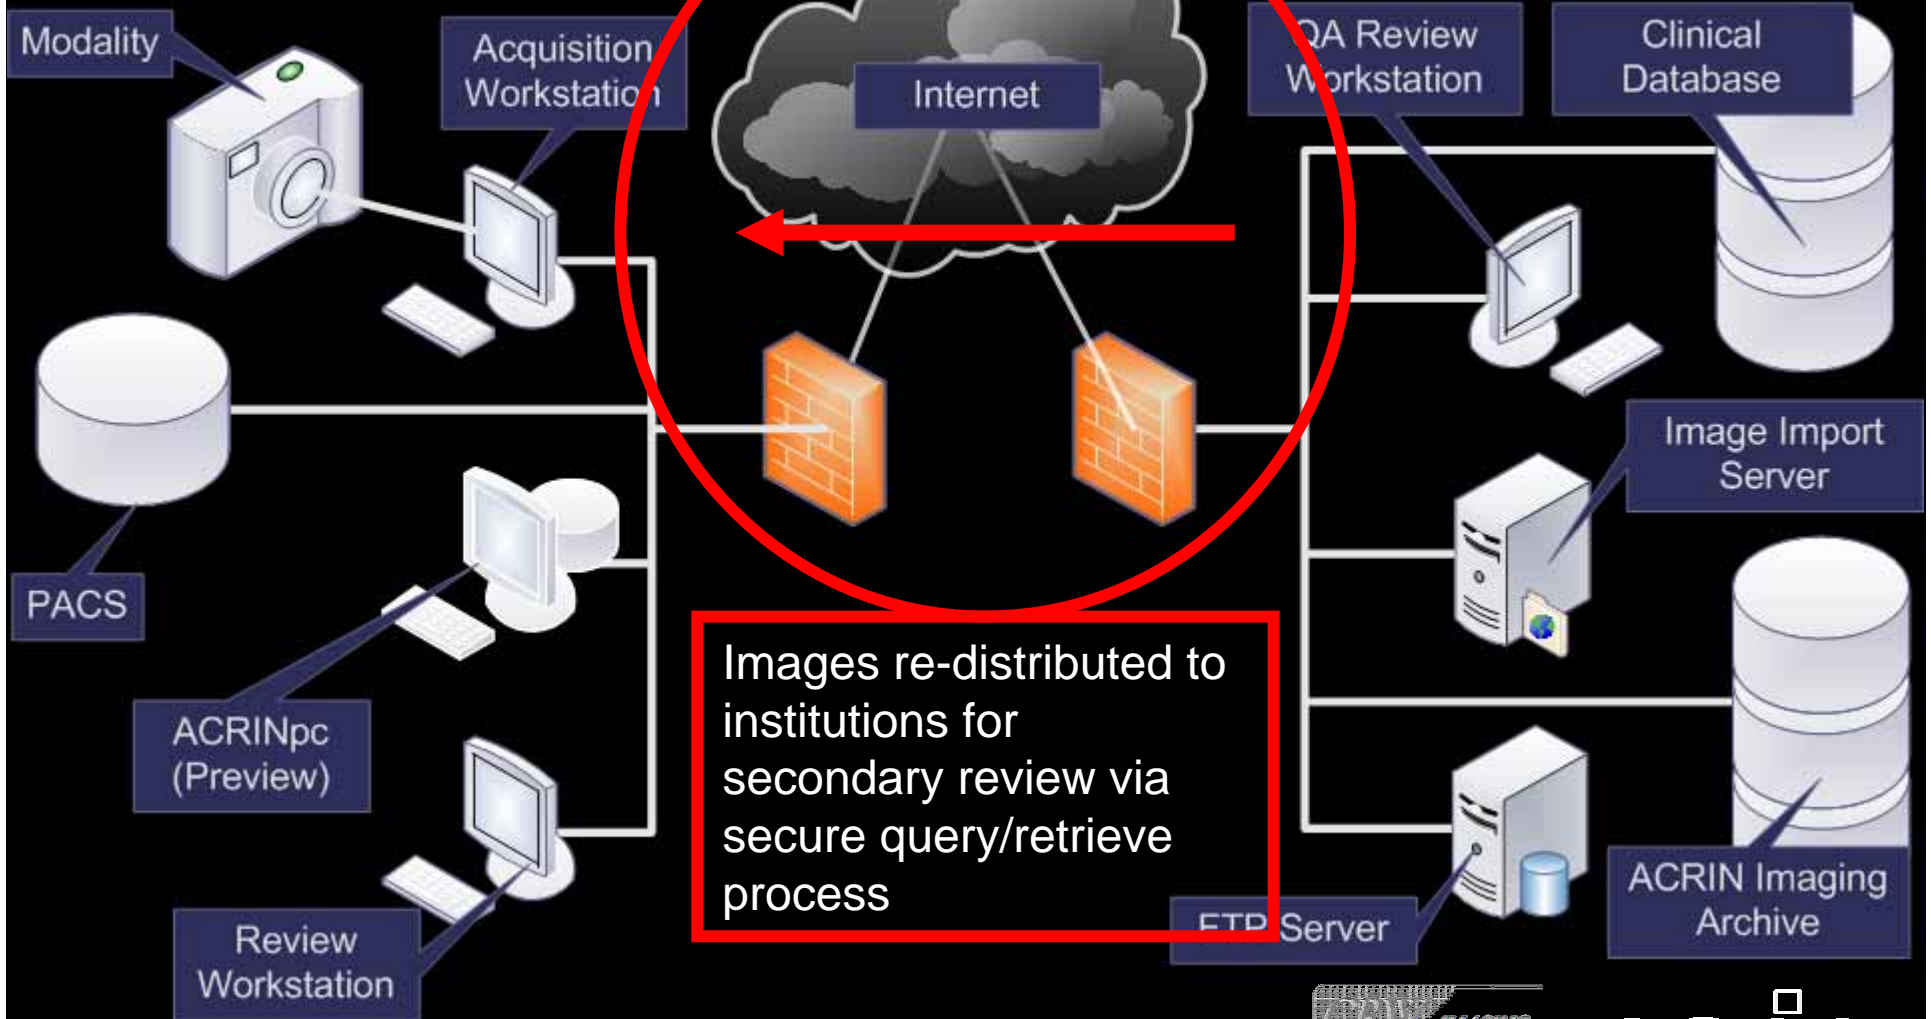 Modality
Acquisition
Workstation
Internet
QA Review
Workstation
Clinical
Database
Image Import
Server
PACS
ACRINpc
(Preview)
Images re-distributed to
institutions for
secondary review via
secure query/retrieve
process
Review
Workstation
FTP Server
ACRIN Imaging
Archive